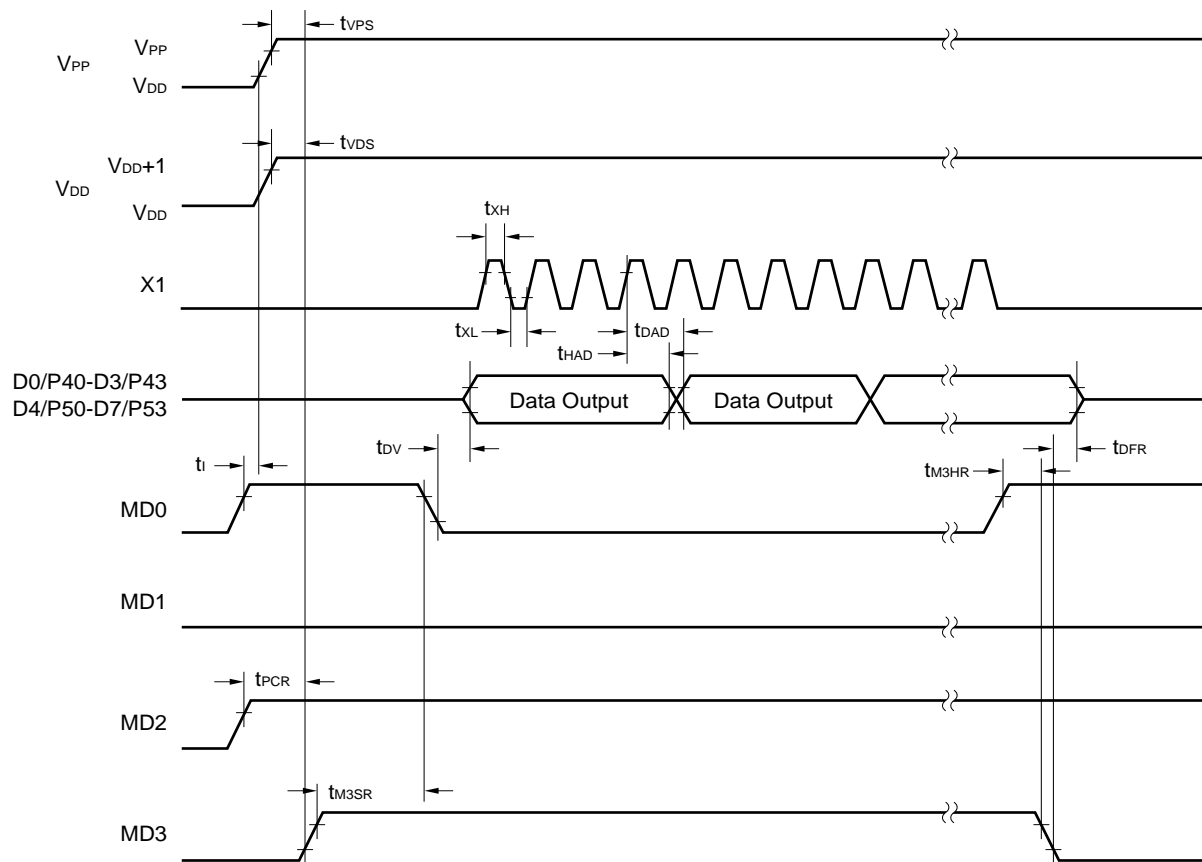 tVPS
VPP
VPP
VDD
tVDS
VDD+1
VDD
VDD
tXH
X1
tXL
tDAD
tHAD
D0/P40-D3/P43
D4/P50-D7/P53
Data Output
Data Output
tDV
tDFR
tI
tM3HR
MD0
MD1
tPCR
MD2
tM3SR
MD3